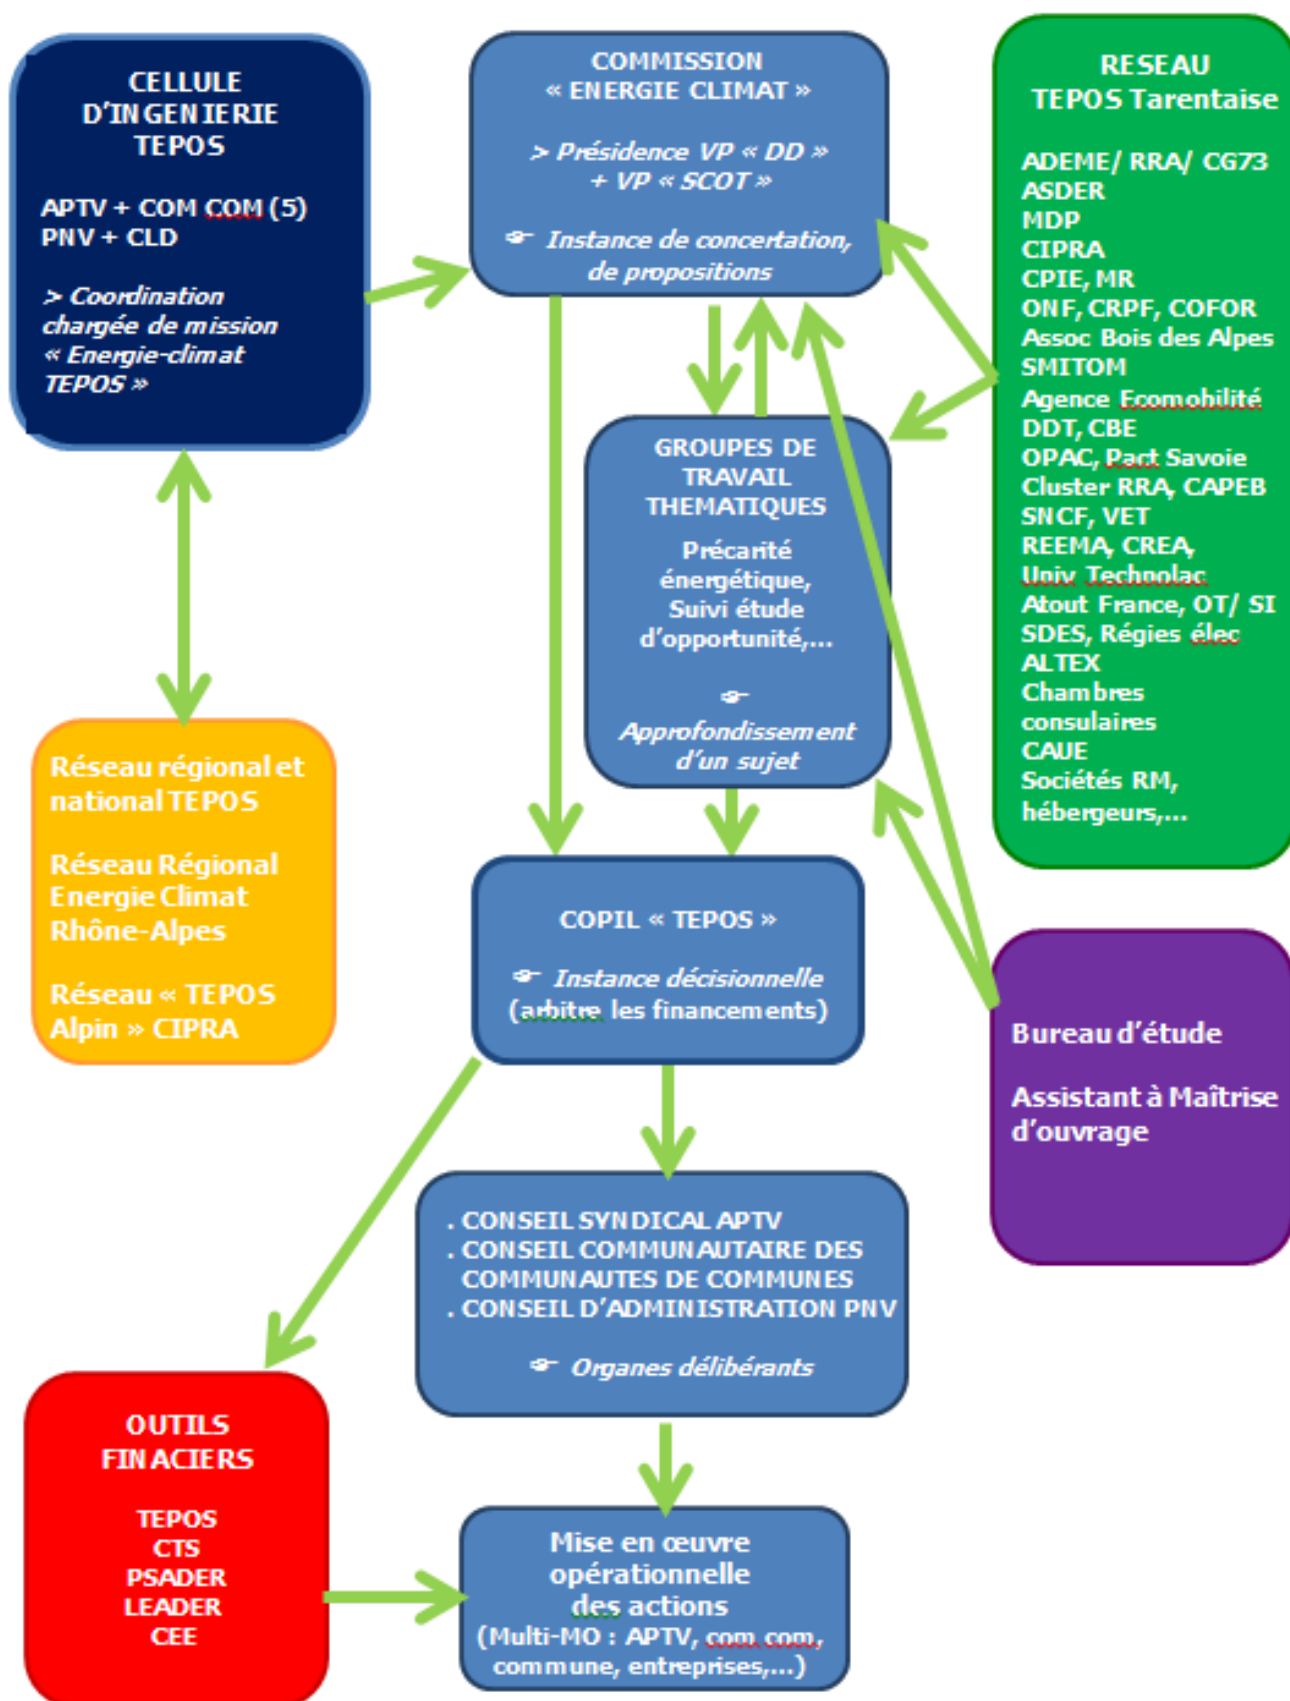 CELLULE
D'INGENIERIE
TEPOS
APTV + COM COM (5)
PNV + CLD
> Coordination
chargée de mission
« Energie-climat
TEPOS »
COMMISSION
« ENERGIE CLIMAT »
> Présidence VP « DD »
+ VP « SCOT »
☞ Instance de concertation,
de propositions
RESEAU
TEPOS Tarentaise
ADEME/ RRA/ CG73
ASDER
MDP
CIPRA
CPIE, MR
ONF, CRPF, COFOR
Assoc Bois des Alpes
SMITOM
Agence Ecomobilité
DDT, CBE
OPAC, Pact Savoie
Cluster RRA, CAPEB
SNCF, VET
REEMA, CREA,
Univ Technolac
Atout France, OT/ SI
SDES, Régies élec
ALTEX
Chambres
consulaires
CAUE
Sociétés RM,
hébergeurs,...
GROUPES DE
TRAVAIL
THEMATIQUES
Précarité
énergétique,
Suivi étude
d'opportunité,...
☞
Approfondissement
d'un sujet
Réseau régional et
national TEPOS
Réseau Régional
Energie Climat
Rhône-Alpes
Réseau « TEPOS
Alpin » CIPRA
COPIL « TEPOS »
☞ Instance décisionnelle
(arbitre les financements)
Bureau d'étude
Assistant à Maîtrise
d'ouvrage
. CONSEIL SYNDICAL APTV
. CONSEIL COMMUNAUTAIRE DES
COMMUNAUTES DE COMMUNES
. CONSEIL D'ADMINISTRATION PNV
☞ Organes délibérants
OUTILS
FINACIERS
TEPOS
CTS
PSADER
LEADER
CEE
Mise en œuvre
opérationnelle
des actions
(Multi-MO : APTV, com com,
commune, entreprises,...)